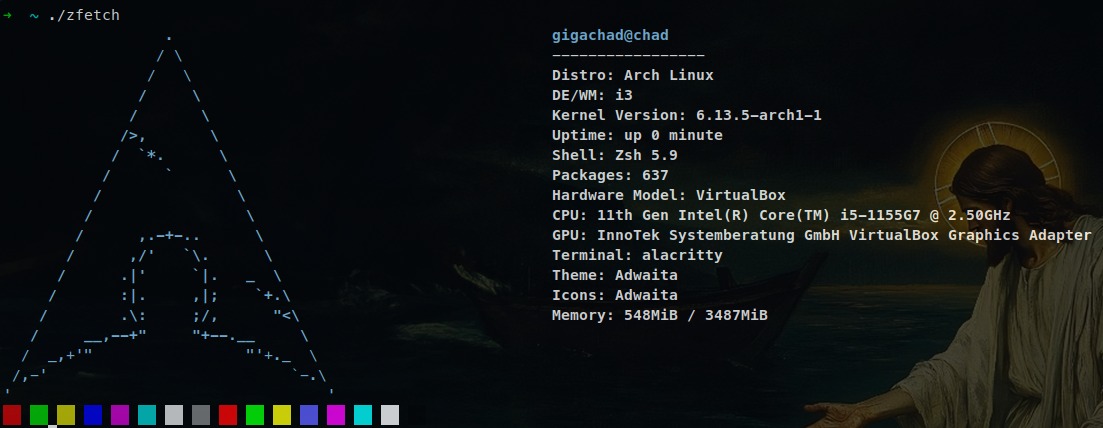 ➜ ~ ./zfetch
gigachad@chad
-----------------
Distro: Arch Linux
DE/WM: i3
Kernel Version: 6.13.5-arch1-1
Uptime: up 0 minute
Shell: Zsh 5.9
Packages: 637
Hardware Model: VirtualBox
CPU: 11th Gen Intel(R) Core(TM) i5-1155G7 @ 2.50GHz
GPU: InnoTek Systemberatung GmbH VirtualBox Graphics Adapter
Terminal: alacritty
Theme: Adwaita
Icons: Adwaita
Memory: 548MiB / 3487MiB